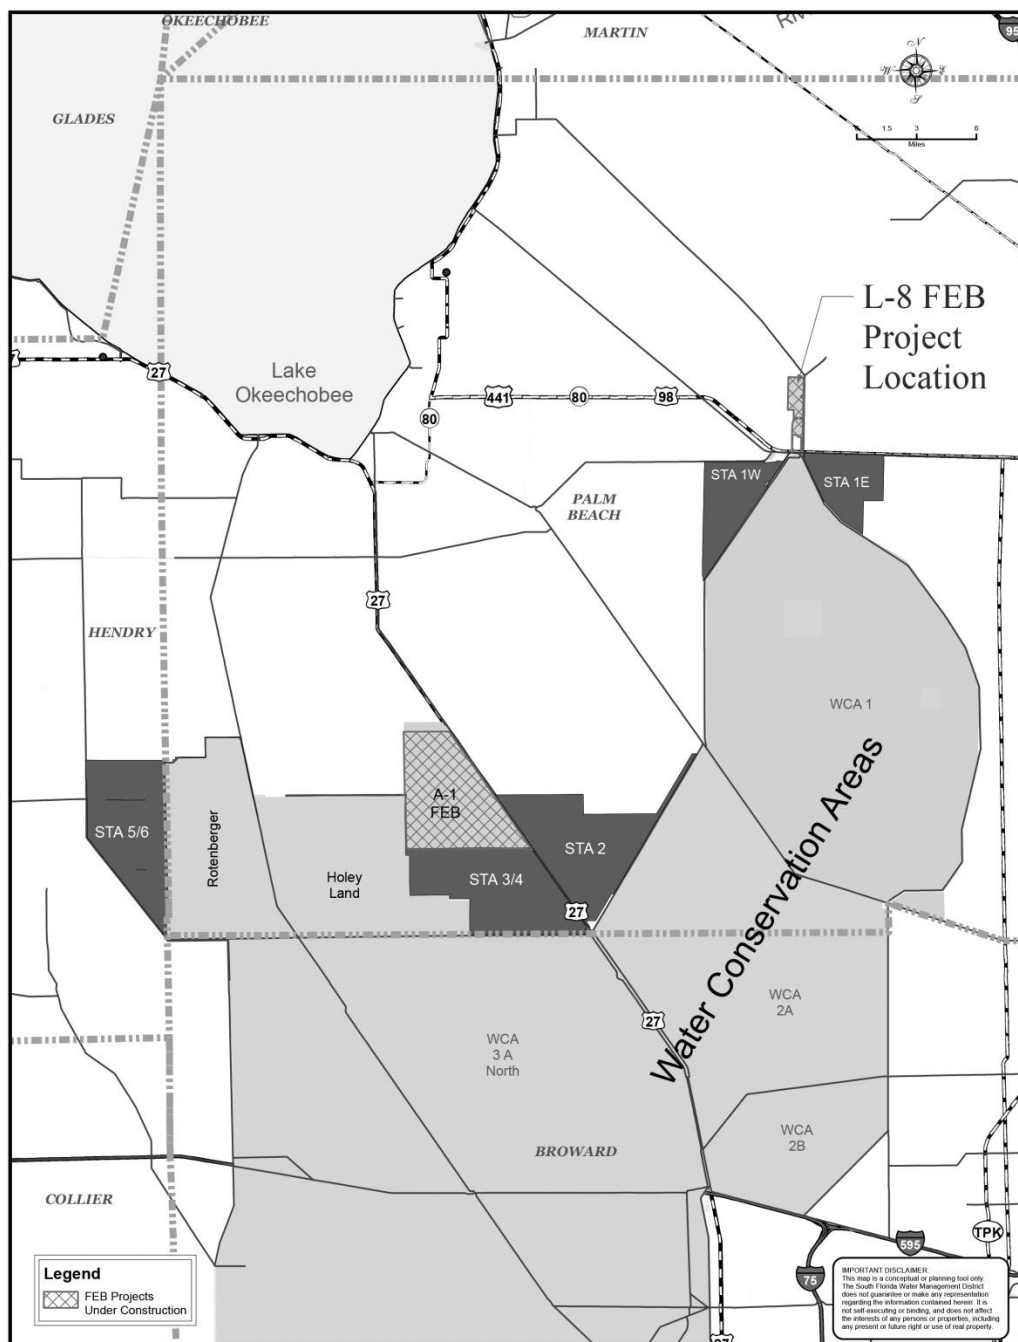 OKEECHOBEE
MARTIN
95
N
W
E
S
GLADES
1.5 3 6
Miles
L-8 FEB
Project
Location
27
Lake
Okeechobee
441
80
98
80
STA 1W
STA 1E
PALM
BEACH
27
HENDRY
WCA 1
A-1
FEB
STA 5/6
Rotenberger
Holey
Land
STA 3/4
STA 2
27
Water Conservation Areas
WCA
2A
27
WCA
3 A
North
WCA
2B
BROWARD
COLLIER
TPK
595
75
27
Legend
FEB Projects
Under Construction
IMPORTANT DISCLAIMER:
This map is a conceptual or planning tool only.
The South Florida Water Management District
does not guarantee or make any representation
regarding the information contained herein. It is
not self-executing or binding, and does not affect
the interests of any persons or properties, including
any present or future right or use of real property.